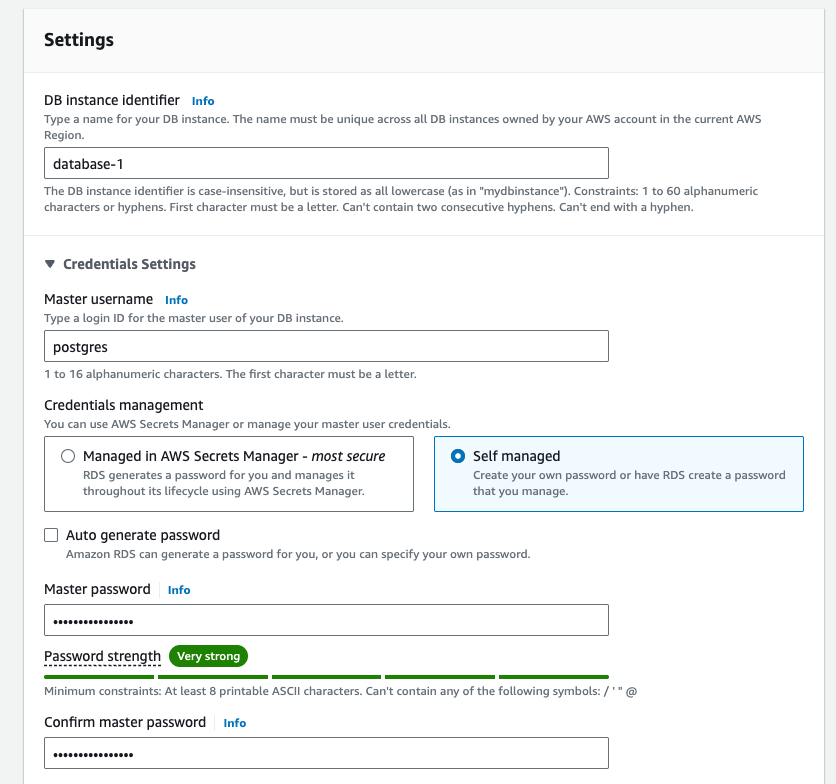 Settings
DB instance identifier Info
Type a name for your DB instance. The name must be unique across all DB instances owned by your AWS account in the current AWS
Region.
database-1
The DB instance identifier is case-insensitive, but is stored as all lowercase (as in "mydbinstance"). Constraints: 1 to 60 alphanumeric
characters or hyphens. First character must be a letter. Can't contain two consecutive hyphens. Can't end with a hyphen.
Credentials Settings
Master username Info
Type a login ID for the master user of your DB instance.
postgres
1 to 16 alphanumeric characters. The first character must be a letter.
Credentials management
You can use AWS Secrets Manager or manage your master user credentials.
Managed in AWS Secrets Manager - most secure
RDS generates a password for you and manages it
throughout its lifecycle using AWS Secrets Manager.
Self managed
Create your own password or have RDS create a password
that you manage.
Auto generate password
Amazon RDS can generate a password for you, or you can specify your own password.
Master password Info
••••••••••••••••
Password strength Very strong
Minimum constraints: At least 8 printable ASCII characters. Can't contain any of the following symbols: / ' " @
Confirm master password Info
••••••••••••••••